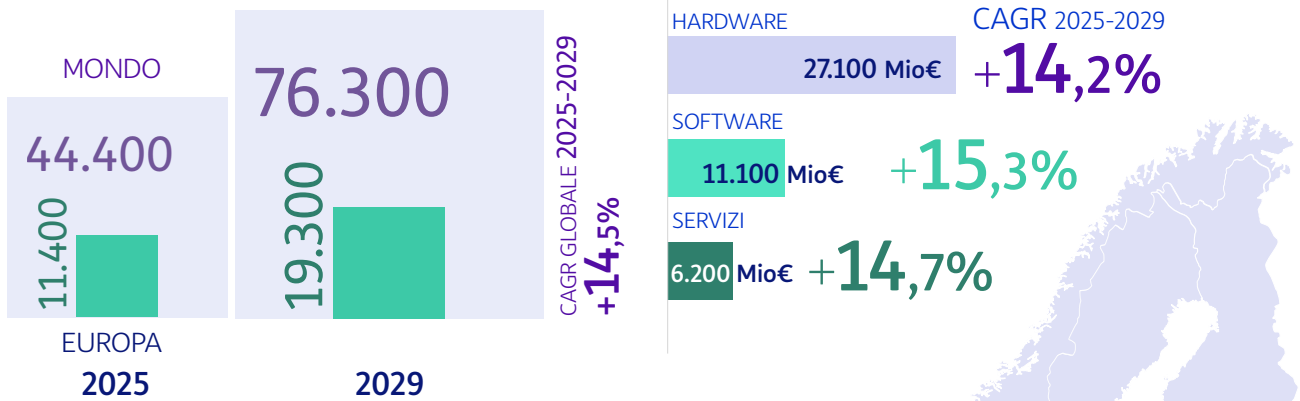 MONDO
44.400
11.400
EUROPA
2025
76.300
19.300
2029
CAGR GLOBALE 2025-2029
+14,5%
HARDWARE
27.100 Mio€
CAGR 2025-2029
+14,2%
SOFTWARE
11.100 Mio€
+15,3%
SERVIZI
6.200 Mio€
+14,7%